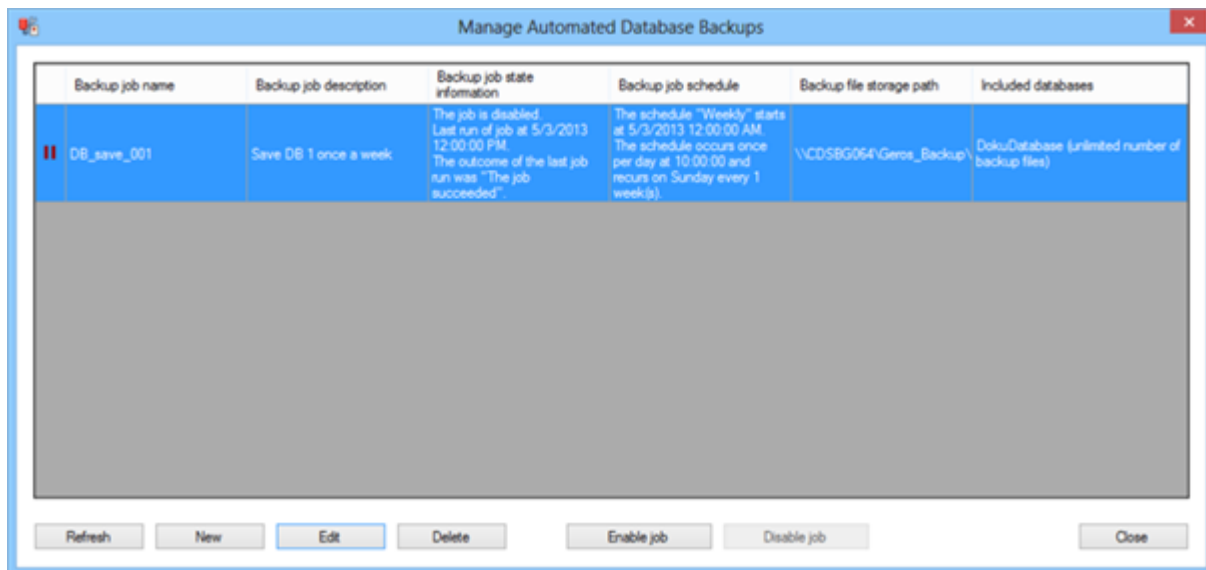 Manage Automated Database Backups
Backup job name
Backup job description
Backup job state
information
Backup job schedule
Backup file storage path
Included databases
DB_save_001
Save DB 1 once a week
The job is disabled.
Last run of job at 5/3/2013
12:00:00 PM.
The outcome of the last job
run was "The job
succeeded".
The schedule "Weekly" starts
at 5/3/2013 12:00:00 AM.
The schedule occurs once
per day at 10:00:00 and
recurs on Sunday every 1
week(s).
\\CDSBG064\Geros_Backup\
DokuDatabase (unlimited number of
backup files)
Refresh
New
Edit
Delete
Enable job
Disable job
Close